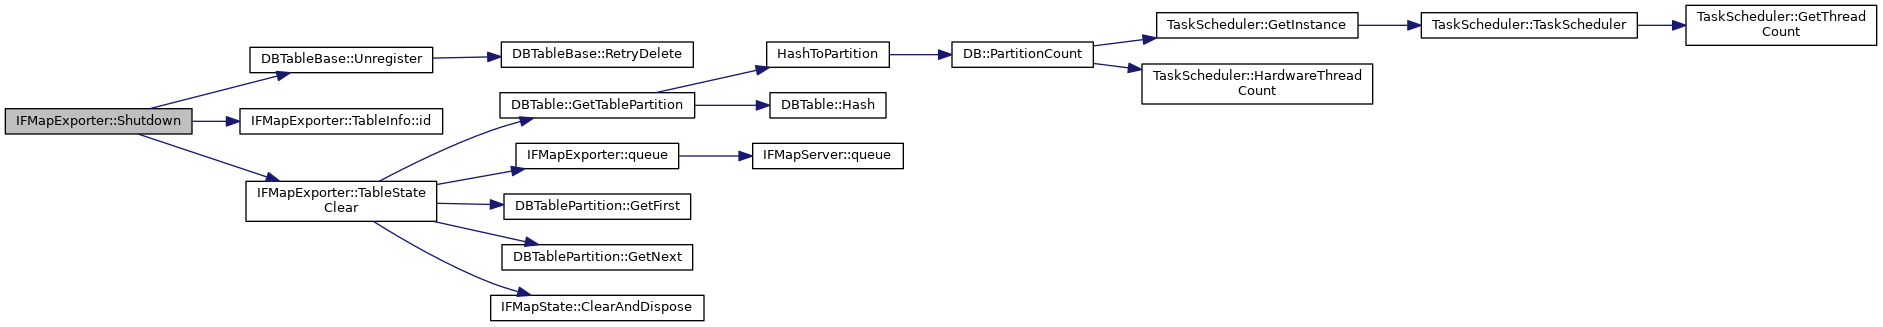 IFMapExporter::Shutdown
DBTableBase::Unregister
DBTableBase::RetryDelete
IFMapExporter::TableInfo::id
IFMapExporter::TableState
Clear
DBTable::GetTablePartition
HashToPartition
DB::PartitionCount
TaskScheduler::GetInstance
TaskScheduler::TaskScheduler
TaskScheduler::GetThread
Count
TaskScheduler::HardwareThread
Count
DBTable::Hash
IFMapExporter::queue
IFMapServer::queue
DBTablePartition::GetFirst
DBTablePartition::GetNext
IFMapState::ClearAndDispose